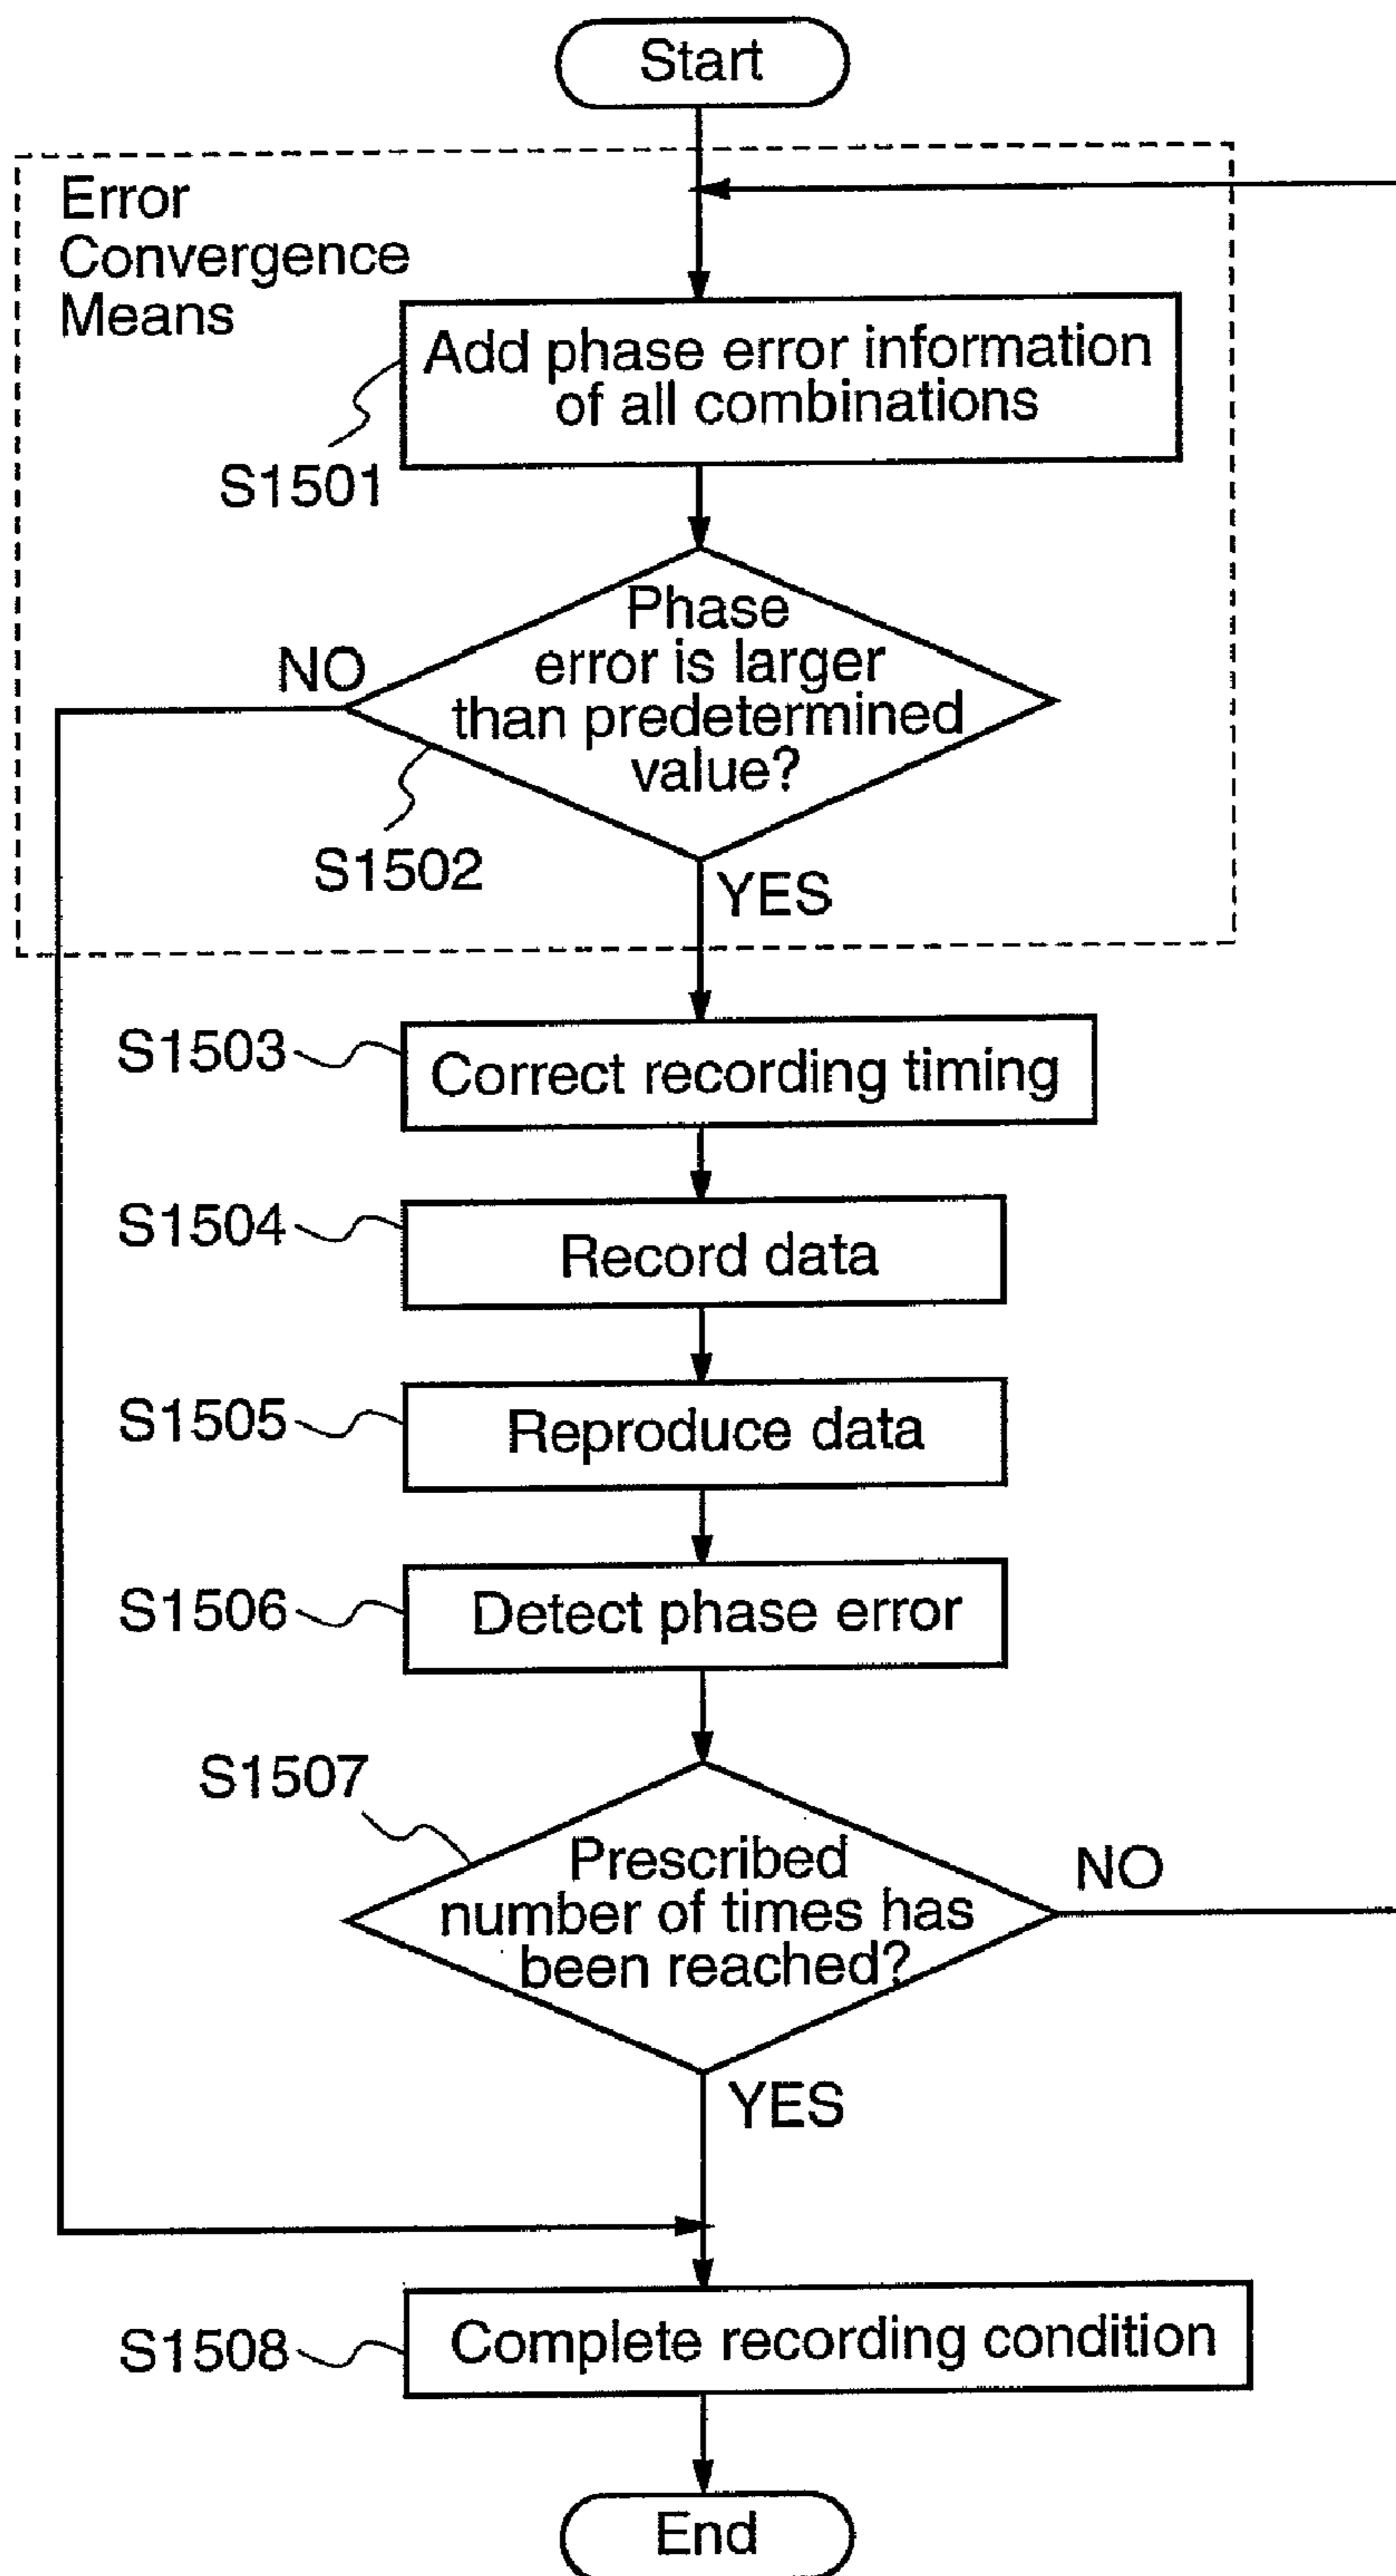 Start
Error
Convergence
Means
Add phase error information
of all combinations
S1501
Phase
error is larger
than predetermined
value?
NO
S1502
YES
S1503
Correct recording timing
S1504
Record data
S1505
Reproduce data
S1506
Detect phase error
S1507
Prescribed
number of times has
been reached?
NO
YES
S1508
Complete recording condition
End